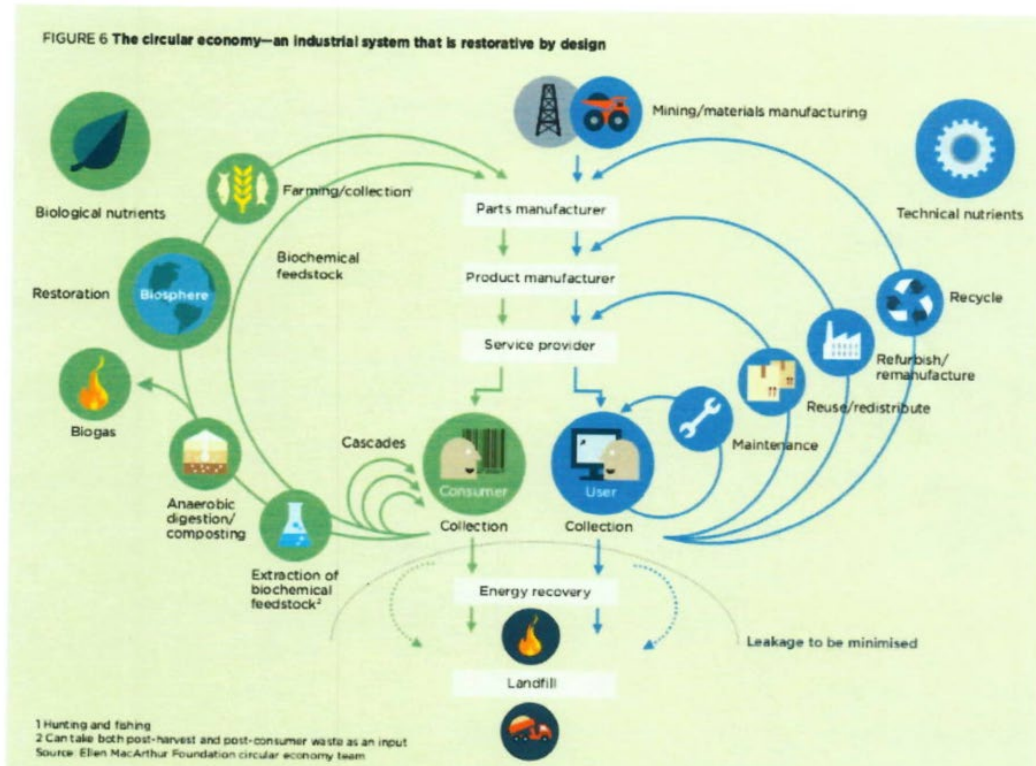 FIGURE 6 The circular economy—an industrial system that is restorative by design
Mining/materials manufacturing
Biological nutrients
Farming/collection¹
Parts manufacturer
Technical nutrients
Biochemical
feedstock
Product manufacturer
Restoration
Biosphere
Recycle
Service provider
Refurbish/
remanufacture
Reuse/redistribute
Biogas
Cascades
Maintenance
Consumer
User
Anaerobic
digestion/
composting
Collection
Collection
Extraction of
biochemical
feedstock²
Energy recovery
Leakage to be minimised
Landfill
1 Hunting and fishing
2 Can take both post-harvest and post-consumer waste as an input
Source: Ellen MacArthur Foundation circular economy team